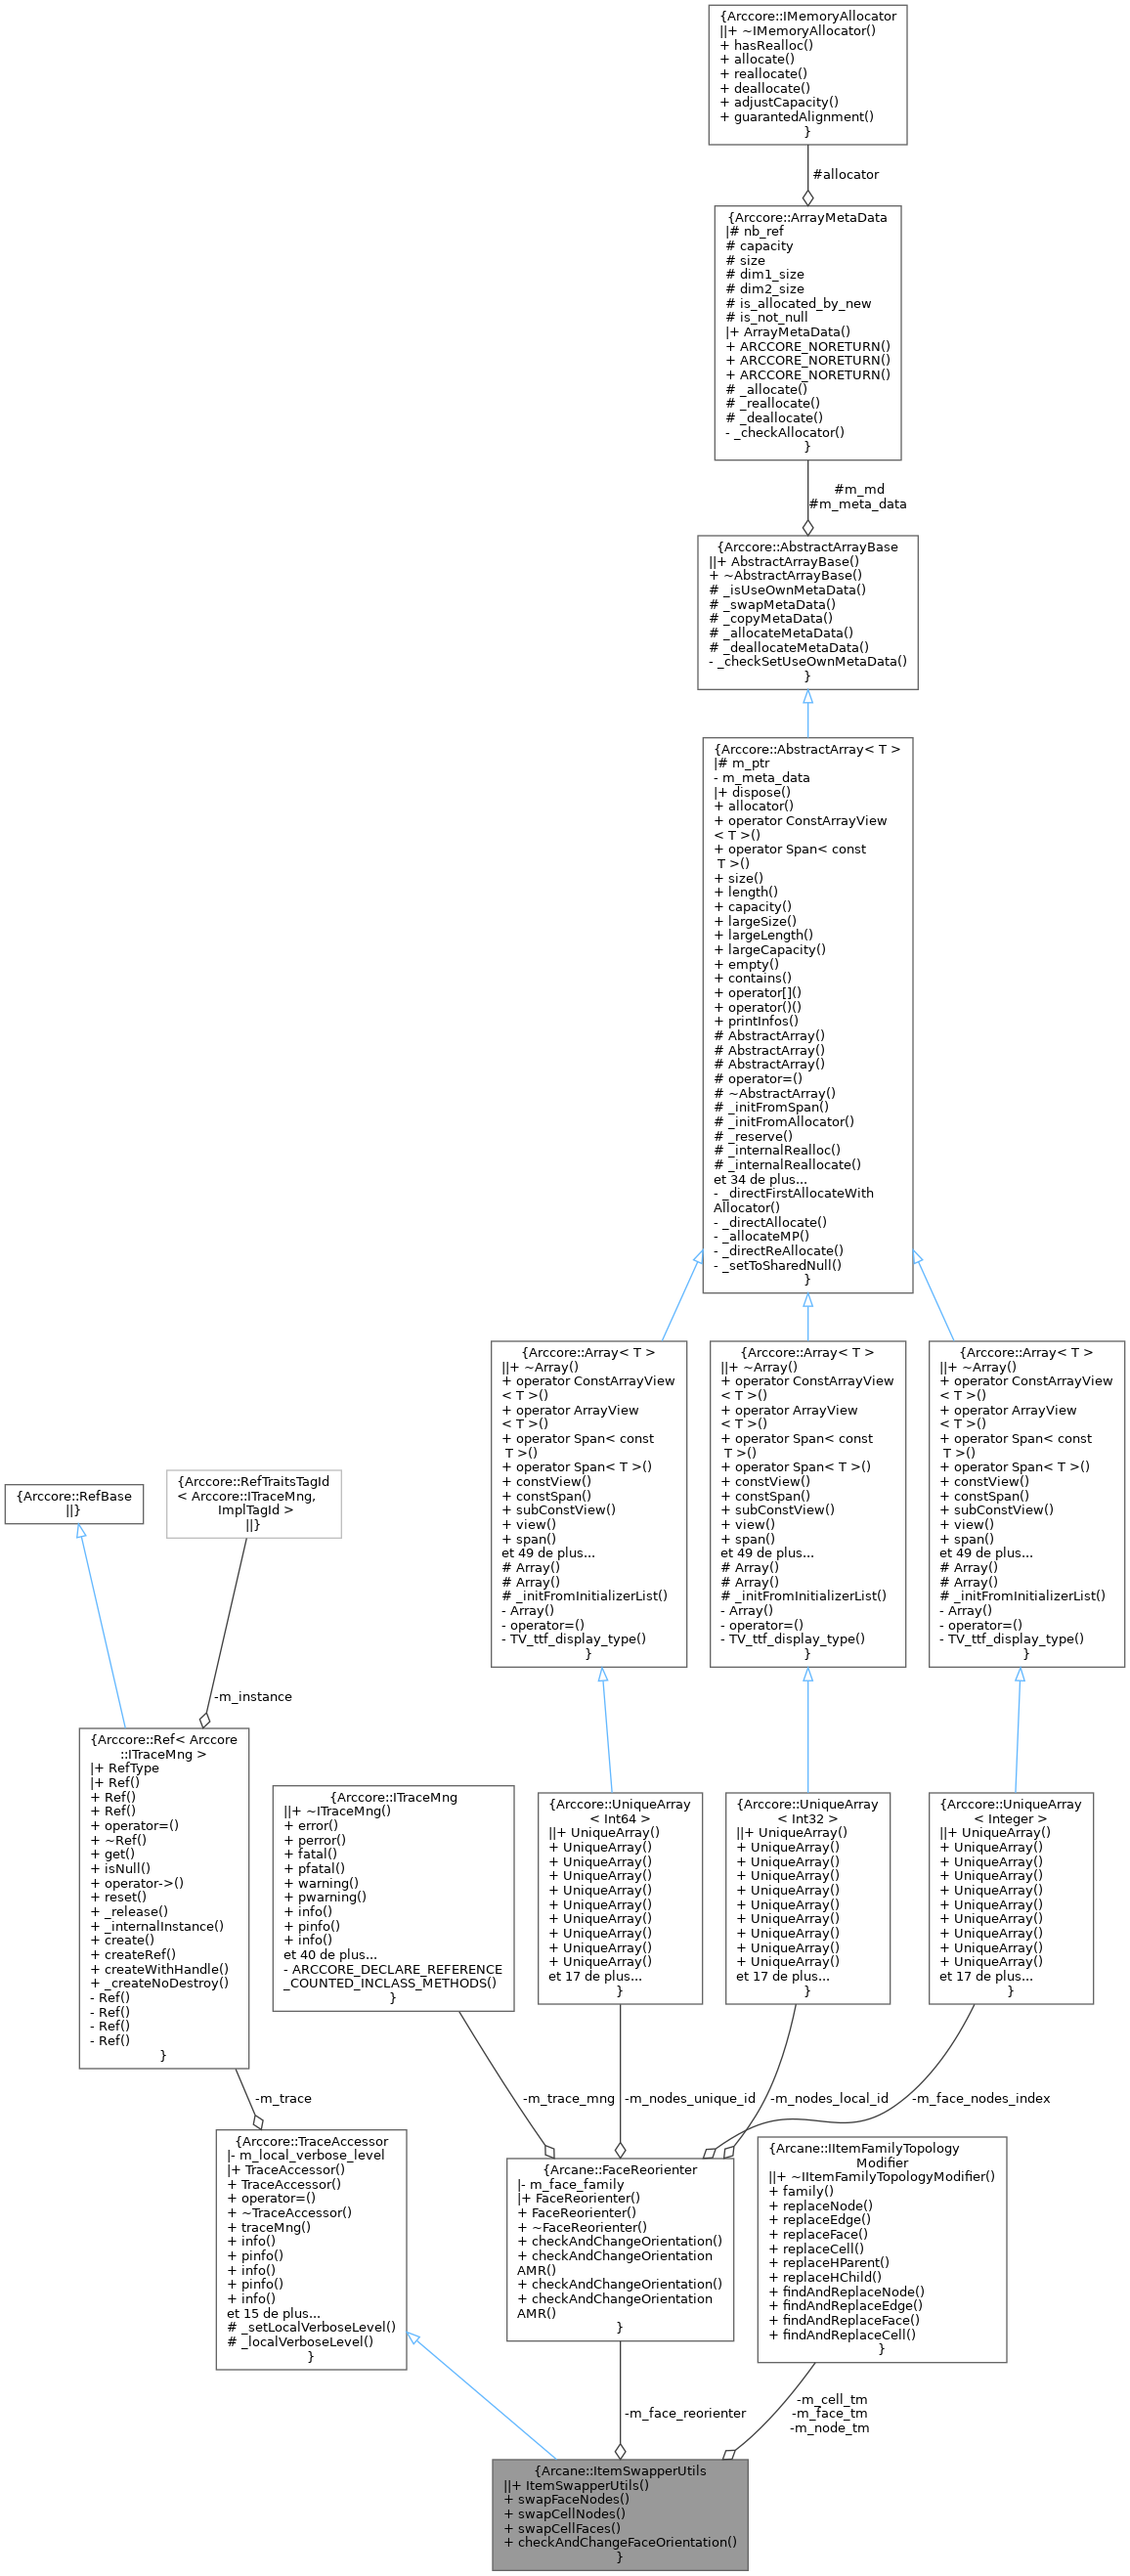 {Arccore::IMemoryAllocator
||+ ~IMemoryAllocator()
+ hasRealloc()
+ allocate()
+ reallocate()
+ deallocate()
+ adjustCapacity()
+ guarantedAlignment()
}
#allocator
{Arccore::ArrayMetaData
|# nb_ref
# capacity
# size
# dim1_size
# dim2_size
# is_allocated_by_new
# is_not_null
|+ ArrayMetaData()
+ ARCCORE_NORETURN()
+ ARCCORE_NORETURN()
+ ARCCORE_NORETURN()
# _allocate()
# _reallocate()
# _deallocate()
- _checkAllocator()
}
#m_md
#m_meta_data
{Arccore::AbstractArrayBase
||+ AbstractArrayBase()
+ ~AbstractArrayBase()
# _isUseOwnMetaData()
# _swapMetaData()
# _copyMetaData()
# _allocateMetaData()
# _deallocateMetaData()
- _checkSetUseOwnMetaData()
}
{Arccore::AbstractArray< T >
|# m_ptr
- m_meta_data
|+ dispose()
+ allocator()
+ operator ConstArrayView
< T >()
+ operator Span< const
T >()
+ size()
+ length()
+ capacity()
+ largeSize()
+ largeLength()
+ largeCapacity()
+ empty()
+ contains()
+ operator[]()
+ operator()()
+ printInfos()
# AbstractArray()
# AbstractArray()
# AbstractArray()
# operator=()
# ~AbstractArray()
# _initFromSpan()
# _initFromAllocator()
# _reserve()
# _internalRealloc()
# _internalReallocate()
et 34 de plus...
- _directFirstAllocateWith
Allocator()
- _directAllocate()
- _allocateMP()
- _directReAllocate()
- _setToSharedNull()
}
{Arccore::Array< T >
||+ ~Array()
+ operator ConstArrayView
< T >()
+ operator ArrayView
< T >()
+ operator Span< const
T >()
+ operator Span< T >()
+ constView()
+ constSpan()
+ subConstView()
+ view()
+ span()
et 49 de plus...
# Array()
# Array()
# _initFromInitializerList()
- Array()
- operator=()
- TV_ttf_display_type()
}
{Arccore::Array< T >
||+ ~Array()
+ operator ConstArrayView
< T >()
+ operator ArrayView
< T >()
+ operator Span< const
T >()
+ operator Span< T >()
+ constView()
+ constSpan()
+ subConstView()
+ view()
+ span()
et 49 de plus...
# Array()
# Array()
# _initFromInitializerList()
- Array()
- operator=()
- TV_ttf_display_type()
}
{Arccore::Array< T >
||+ ~Array()
+ operator ConstArrayView
< T >()
+ operator ArrayView
< T >()
+ operator Span< const
T >()
+ operator Span< T >()
+ constView()
+ constSpan()
+ subConstView()
+ view()
+ span()
et 49 de plus...
# Array()
# Array()
# _initFromInitializerList()
- Array()
- operator=()
- TV_ttf_display_type()
}
{Arccore::RefBase
||}
{Arccore::RefTraitsTagId
< Arccore::ITraceMng,
ImplTagId >
||}
-m_instance
{Arccore::Ref< Arccore
::ITraceMng >
|+ RefType
|+ Ref()
+ Ref()
+ Ref()
+ operator=()
+ ~Ref()
+ get()
+ isNull()
+ operator->()
+ reset()
+ _release()
+ _internalInstance()
+ create()
+ createRef()
+ createWithHandle()
+ _createNoDestroy()
- Ref()
- Ref()
- Ref()
- Ref()
}
{Arccore::ITraceMng
||+ ~ITraceMng()
+ error()
+ perror()
+ fatal()
+ pfatal()
+ warning()
+ pwarning()
+ info()
+ pinfo()
+ info()
et 40 de plus...
- ARCCORE_DECLARE_REFERENCE
_COUNTED_INCLASS_METHODS()
}
{Arccore::UniqueArray
< Int64 >
||+ UniqueArray()
+ UniqueArray()
+ UniqueArray()
+ UniqueArray()
+ UniqueArray()
+ UniqueArray()
+ UniqueArray()
+ UniqueArray()
+ UniqueArray()
+ UniqueArray()
et 17 de plus...
}
{Arccore::UniqueArray
< Int32 >
||+ UniqueArray()
+ UniqueArray()
+ UniqueArray()
+ UniqueArray()
+ UniqueArray()
+ UniqueArray()
+ UniqueArray()
+ UniqueArray()
+ UniqueArray()
+ UniqueArray()
et 17 de plus...
}
{Arccore::UniqueArray
< Integer >
||+ UniqueArray()
+ UniqueArray()
+ UniqueArray()
+ UniqueArray()
+ UniqueArray()
+ UniqueArray()
+ UniqueArray()
+ UniqueArray()
+ UniqueArray()
+ UniqueArray()
et 17 de plus...
}
-m_trace
-m_trace_mng
-m_nodes_unique_id
-m_nodes_local_id
-m_face_nodes_index
{Arccore::TraceAccessor
|- m_local_verbose_level
|+ TraceAccessor()
+ TraceAccessor()
+ operator=()
+ ~TraceAccessor()
+ traceMng()
+ info()
+ pinfo()
+ info()
+ pinfo()
+ info()
et 15 de plus...
# _setLocalVerboseLevel()
# _localVerboseLevel()
}
{Arcane::FaceReorienter
|- m_face_family
|+ FaceReorienter()
+ FaceReorienter()
+ ~FaceReorienter()
+ checkAndChangeOrientation()
+ checkAndChangeOrientation
AMR()
+ checkAndChangeOrientation()
+ checkAndChangeOrientation
AMR()
}
{Arcane::IItemFamilyTopology
Modifier
||+ ~IItemFamilyTopologyModifier()
+ family()
+ replaceNode()
+ replaceEdge()
+ replaceFace()
+ replaceCell()
+ replaceHParent()
+ replaceHChild()
+ findAndReplaceNode()
+ findAndReplaceEdge()
+ findAndReplaceFace()
+ findAndReplaceCell()
}
-m_face_reorienter
-m_cell_tm
-m_face_tm
-m_node_tm
{Arcane::ItemSwapperUtils
||+ ItemSwapperUtils()
+ swapFaceNodes()
+ swapCellNodes()
+ swapCellFaces()
+ checkAndChangeFaceOrientation()
}